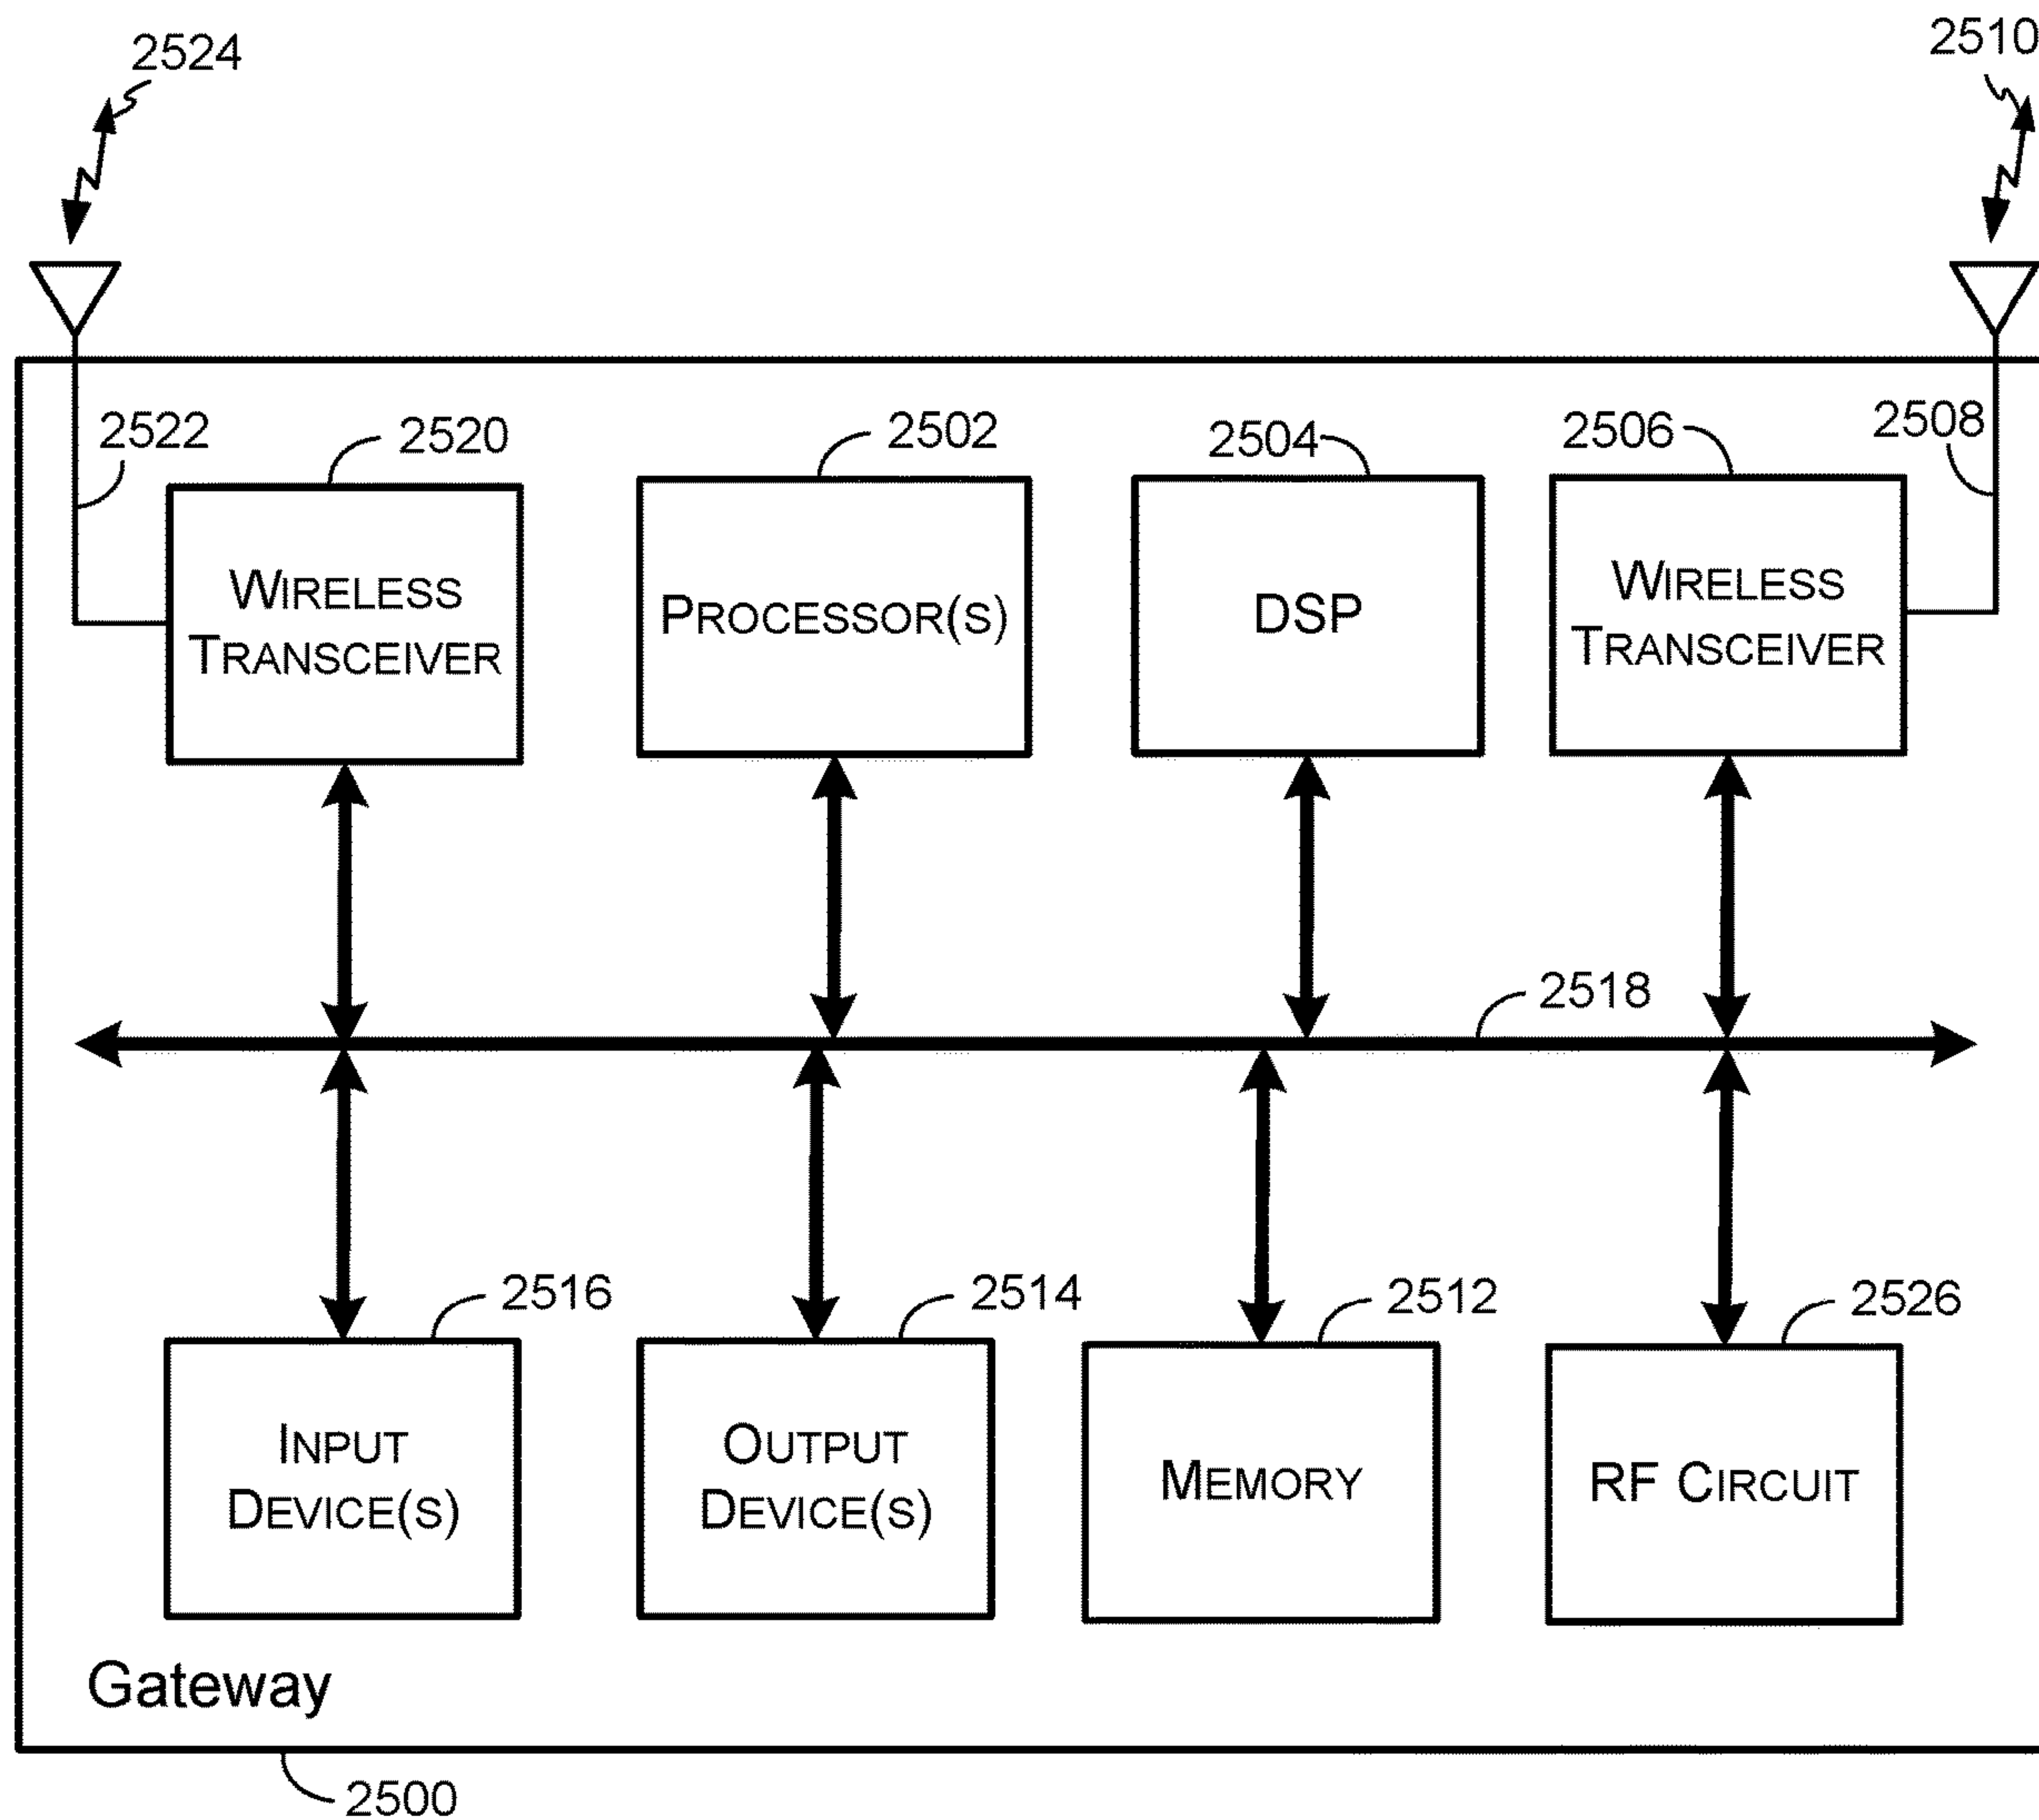 2524
2510
2522
2520
2502
2504
2506
2508
WIRELESS
TRANSCEIVER
PROCESSOR(S)
DSP
WIRELESS
TRANSCEIVER
2518
2516
2514
2512
2526
INPUT
DEVICE(S)
OUTPUT
DEVICE(S)
MEMORY
RF CIRCUIT
Gateway
2500